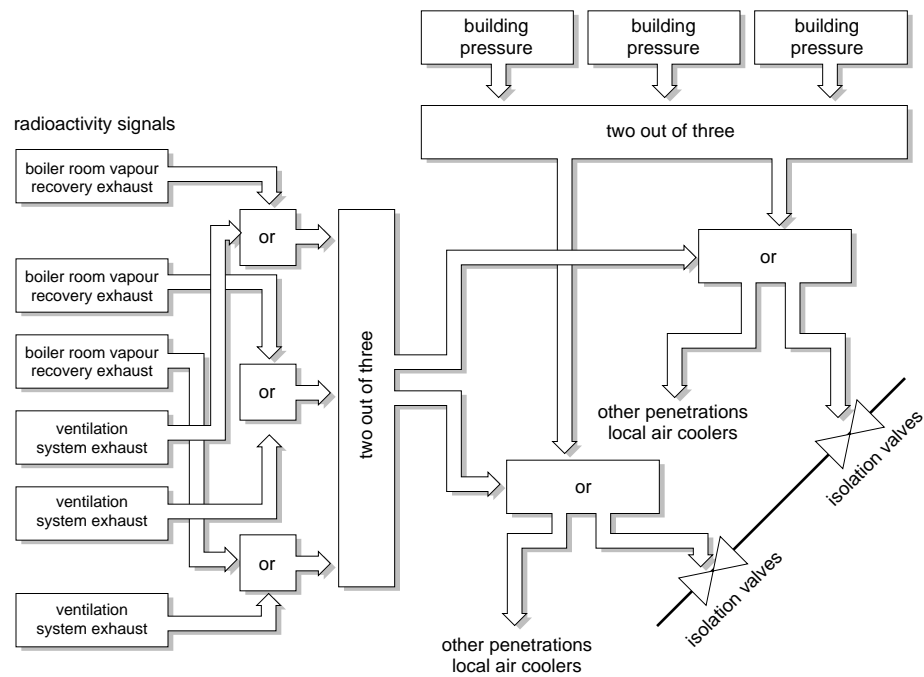 building
pressure
building
pressure
building
pressure
two out of three
radioactivity signals
boiler room vapour
recovery exhaust
or
or
boiler room vapour
recovery exhaust
boiler room vapour
recovery exhaust
or
two out of three
other penetrations
local air coolers
ventilation
system exhaust
isolation valves
or
ventilation
system exhaust
or
isolation valves
ventilation
system exhaust
other penetrations
local air coolers